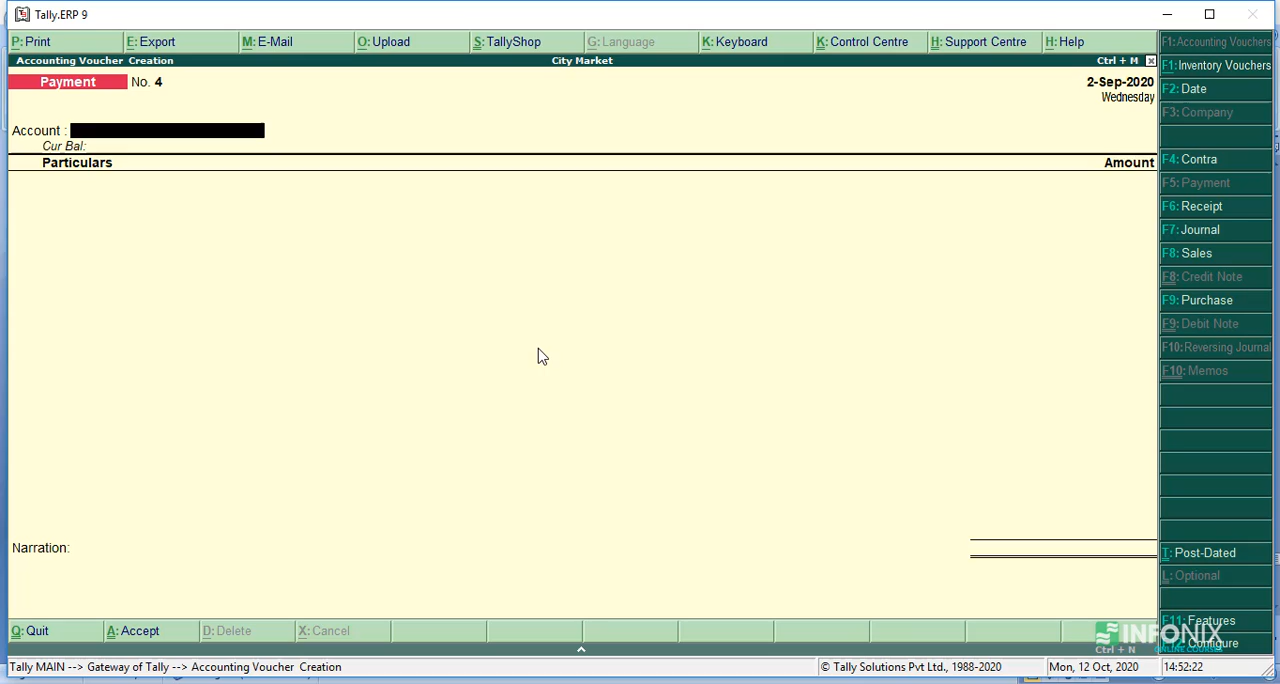 Tally.ERP 9
P: Print E: Export M: E-Mail O: Upload S: TallyShop G: Language K: Keyboard K: Control Centre H: Support Centre H: Help
Accounting Voucher Creation City Market Ctrl + M
Payment No. 4 2-Sep-2020
Wednesday
Account :
Cur Bal:
Particulars Amount
Narration:
F1: Accounting Vouchers
F1: Inventory Vouchers
F2: Date
F3: Company
F4: Contra
F5: Payment
F6: Receipt
F7: Journal
F8: Sales
F8: Credit Note
F9: Purchase
F9: Debit Note
F10: Reversing Journal
F10: Memos
T: Post-Dated
L: Optional
F11: Features
Configure
INFONIX
ONLINE COURSES
Q: Quit A: Accept D: Delete X: Cancel
Ctrl + N
Tally MAIN --> Gateway of Tally --> Accounting Voucher Creation © Tally Solutions Pvt Ltd., 1988-2020 Mon, 12 Oct, 2020 14:52:22